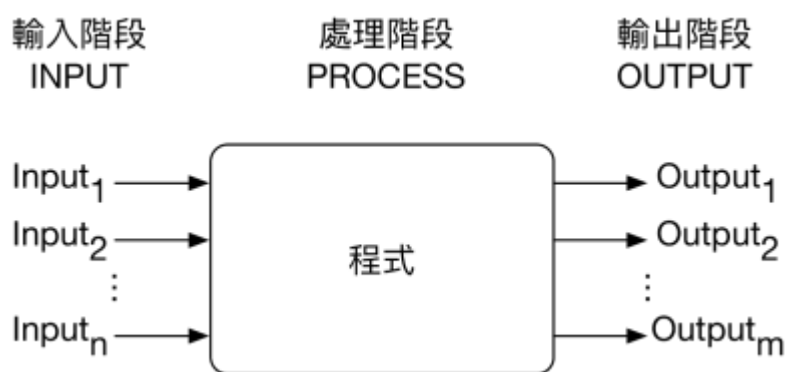 輸入階段 處理階段 輸出階段
INPUT PROCESS OUTPUT
Input1 Output1
Input2 程式 Output2
⋮ ⋮
Inputn Outputm